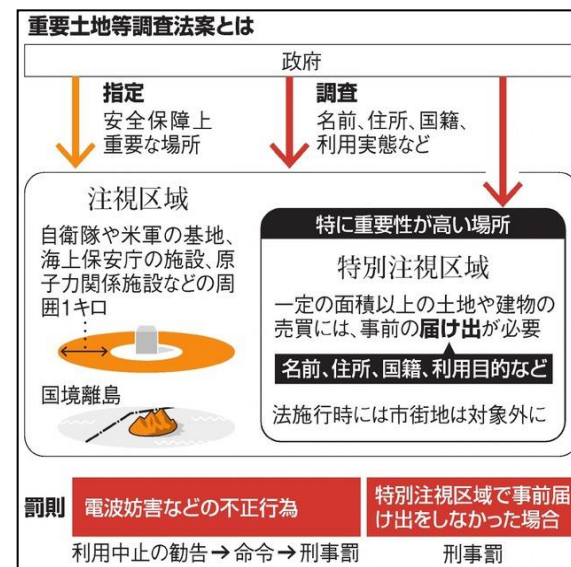 重要土地等調査法案とは
政府
指定
安全保障上
重要な場所
調査
名前、住所、国籍、
利用実態など
注視区域
自衛隊や米軍の基地、
海上保安庁の施設、原
子力関係施設などの周
囲1キロ
国境離島
特に重要性が高い場所
特別注視区域
一定の面積以上の土地や建物の
売買には、事前の届け出が必要
名前、住所、国籍、利用目的など
法施行時には市街地は対象外に
罰則
電波妨害などの不正行為
利用中止の勧告→命令→刑事罰
特別注視区域で事前届
け出をしなかった場合
刑事罰